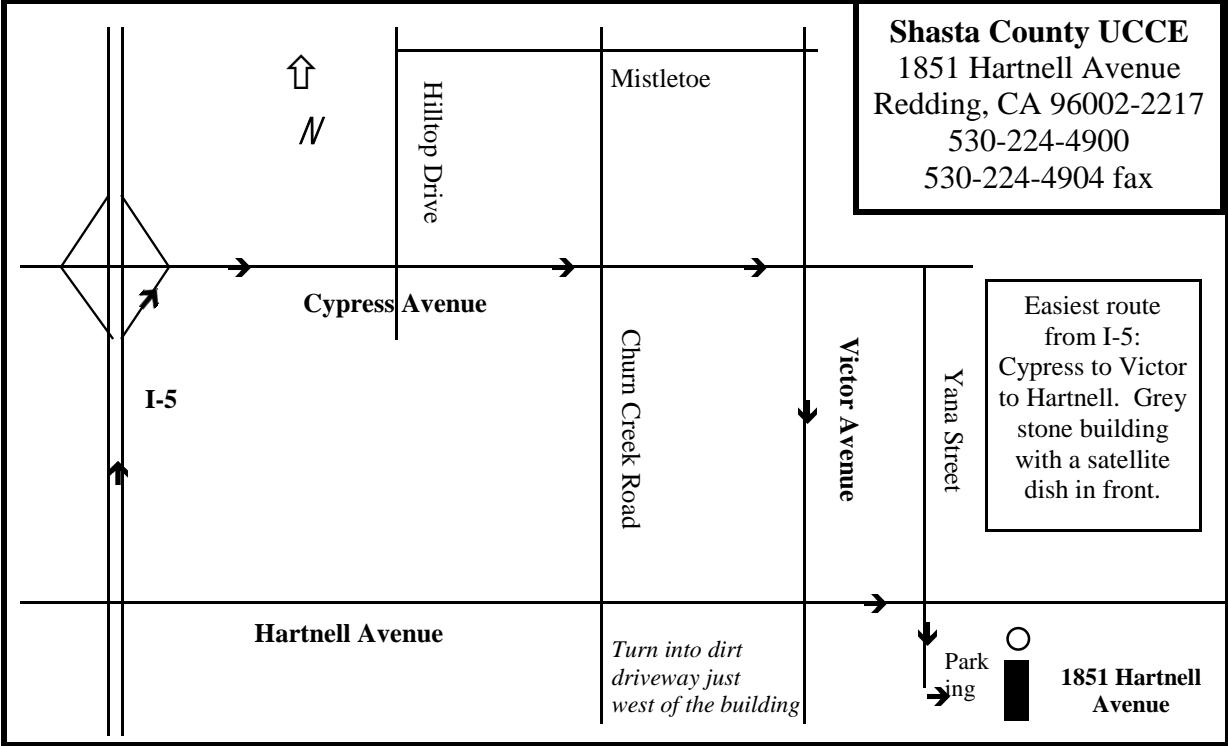 Shasta County UCCE
1851 Hartnell Avenue
Redding, CA 96002-2217
530-224-4900
530-224-4904 fax
N
Hilltop Drive
Mistletoe
Cypress Avenue
Easiest route
from I-5:
Cypress to Victor
to Hartnell. Grey
stone building
with a satellite
dish in front.
I-5
Churn Creek Road
Victor Avenue
Yana Street
Hartnell Avenue
Turn into dirt
driveway just
west of the building
Park
ing
1851 Hartnell
Avenue